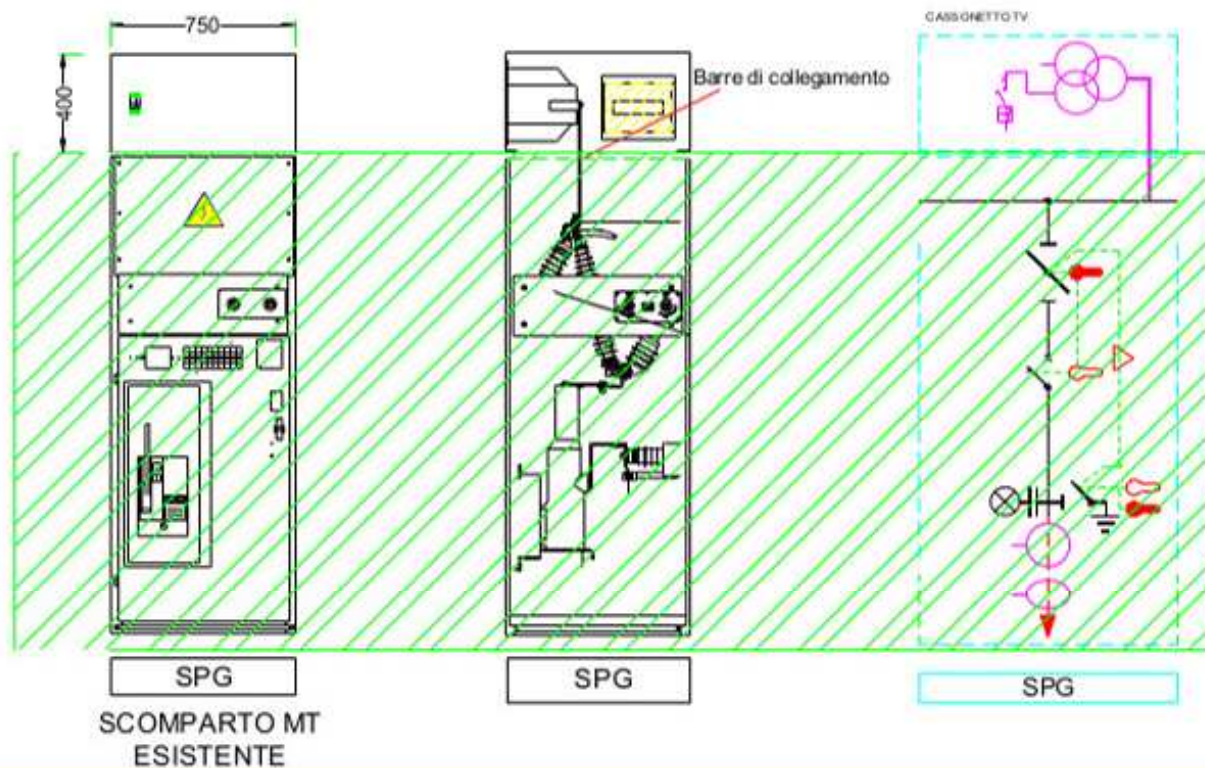 750
CASSONETTO TV
400
Barre di collegamento
SPG
SPG
SPG
SCOMPARTO MT
ESISTENTE